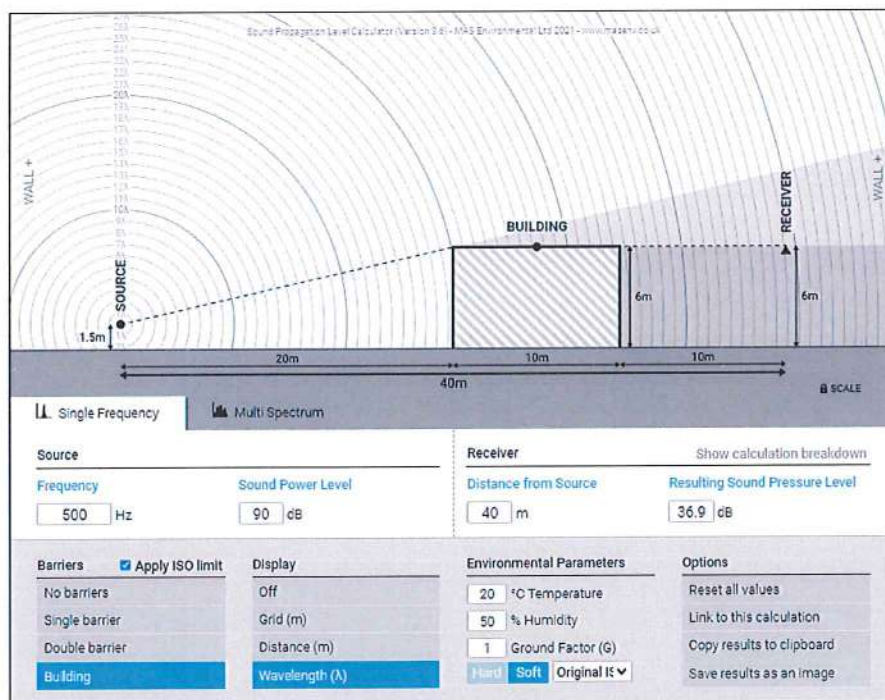 Sound Propagation Level Calculator (Version 3.6) - MAS Environmental Ltd 2021 - www.masenv.co.uk
20λ
10λ
WALL +
SOURCE
BUILDING
RECEIVER
WALL +
1.5m
6m
6m
20m
10m
10m
40m
SCALE
Single Frequency
Multi Spectrum
Source
Receiver
Show calculation breakdown
Frequency
Sound Power Level
Distance from Source
Resulting Sound Pressure Level
500 Hz
90 dB
40 m
36.9 dB
Barriers
Apply ISO limit
Display
Environmental Parameters
Options
No barriers
Off
20 °C Temperature
Reset all values
Single barrier
Grid (m)
50 % Humidity
Link to this calculation
Double barrier
Distance (m)
1 Ground Factor (G)
Copy results to clipboard
Building
Wavelength (λ)
Hard Soft Original IS
Save results as an image